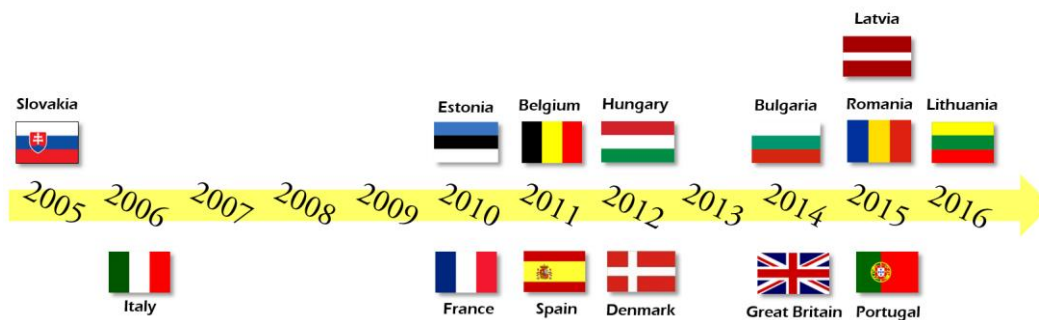 Latvia
Slovakia Estonia Belgium Hungary Bulgaria Romania Lithuania
2005 2006 2007 2008 2009 2010 2011 2012 2013 2014 2015 2016
Italy France Spain Denmark Great Britain Portugal